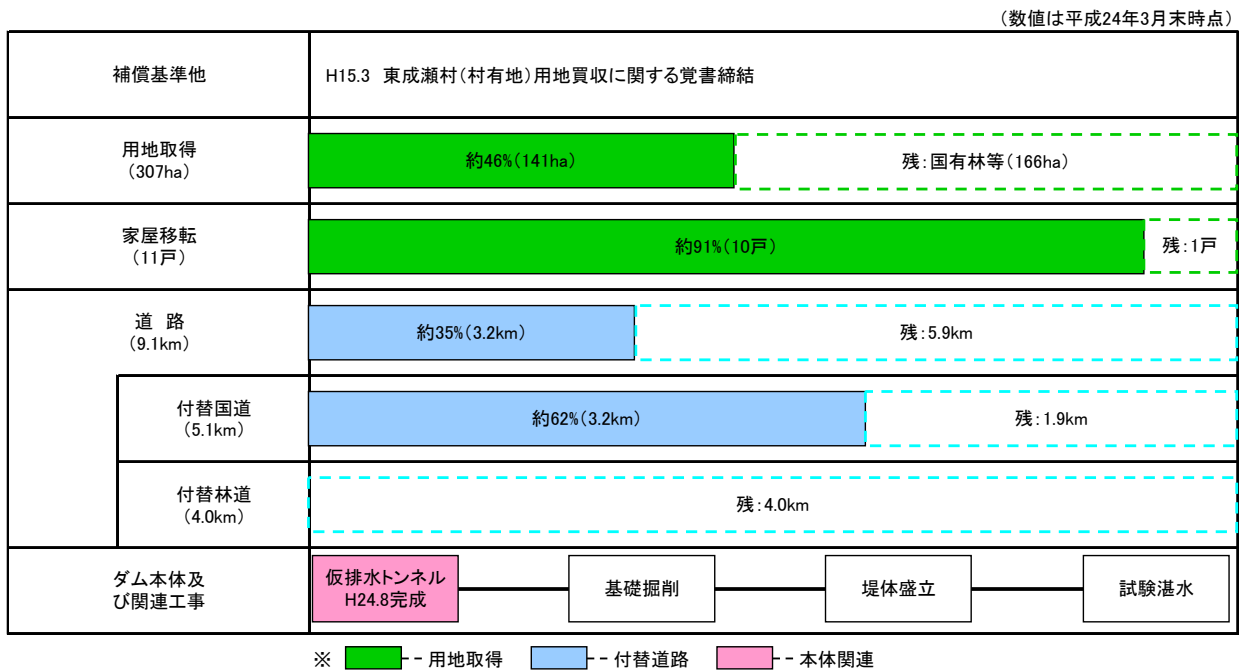 （数値は平成24年3月末時点）
補償基準他
H15.3 東成瀬村（村有地）用地買収に関する覚書締結
用地取得
（307ha）
約46%（141ha）
残：国有林等（166ha）
家屋移転
（11戸）
約91%（10戸）
残：1戸
道 路
（9.1km）
約35%（3.2km）
残：5.9km
付替国道
（5.1km）
約62%（3.2km）
残：1.9km
付替林道
（4.0km）
残：4.0km
ダム本体及
び関連工事
仮排水トンネル
H24.8完成
基礎掘削
堤体盛立
試験湛水
※ -- 用地取得 -- 付替道路 -- 本体関連